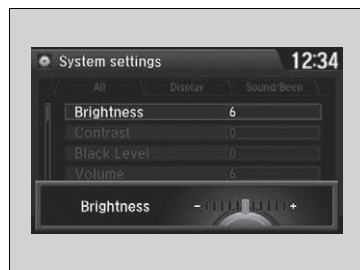 System settings 12:34
All Display Sound/Beep
Brightness 6
Contrast 0
Black Level 0
Volume 6
Brightness - +